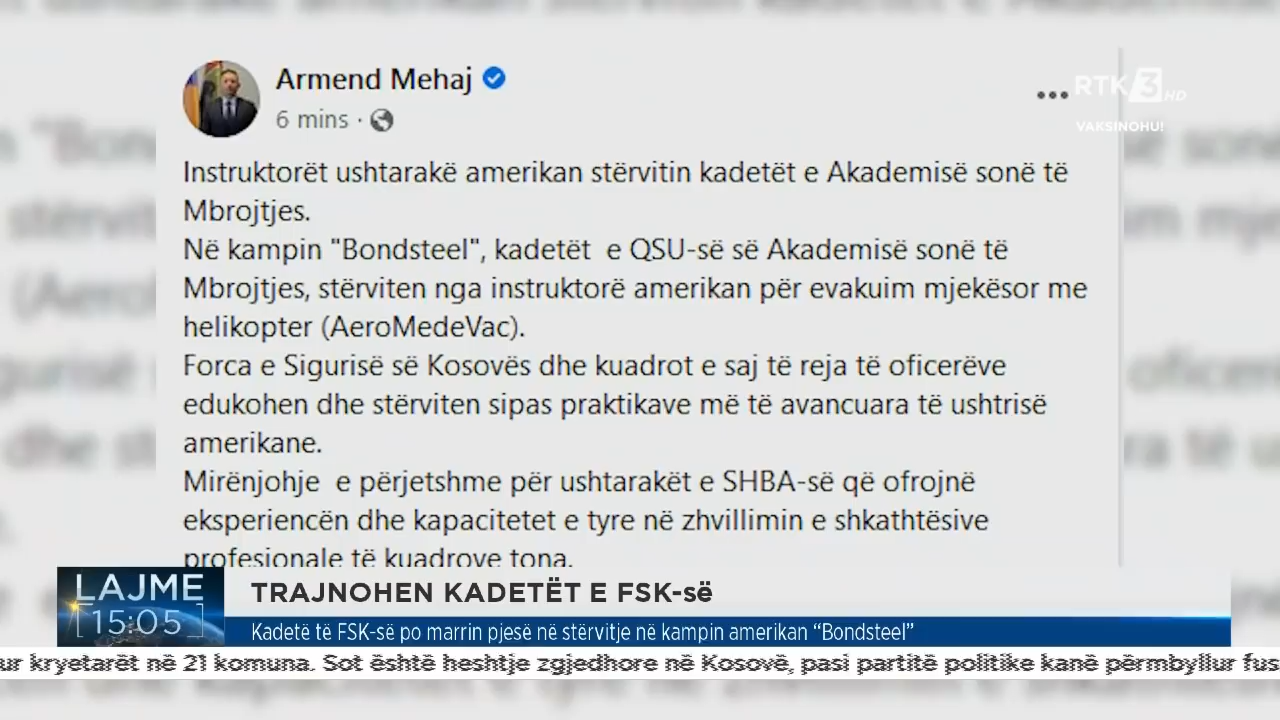 Armend Mehaj
6 mins ·
RTK 3 HD
VAKSINOHU!
Instruktorët ushtarakë amerikan stërvitin kadetët e Akademisë sonë të
Mbrojtjes.
Në kampin "Bondsteel", kadetët e QSU-së së Akademisë sonë të
Mbrojtjes, stërviten nga instruktorë amerikan për evakuim mjekësor me
helikopter (AeroMedeVac).
Forca e Sigurisë së Kosovës dhe kuadrot e saj të reja të oficerëve
edukohen dhe stërviten sipas praktikave më të avancuara të ushtrisë
amerikane.
Mirënjohje e përjetshme për ushtarakët e SHBA-së që ofrojnë
eksperiencën dhe kapacitetet e tyre në zhvillimin e shkathtësive
profesionale të kuadrove tona.
LAJME
15:05
TRAJNOHEN KADETËT E FSK-së
Kadetë të FSK-së po marrin pjesë në stërvitje në kampin amerikan “Bondsteel”
ur kryetarët në 21 komuna. Sot është heshtje zgjedhore në Kosovë, pasi partitë politike kanë përmbyllur fus